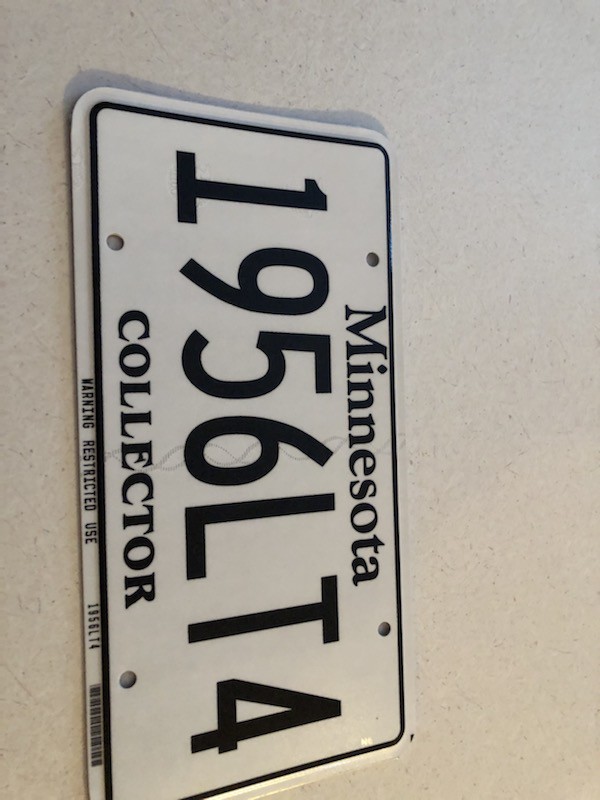 Minnesota
1956LT4
COLLECTOR
WARNING RESTRICTED USE 1956LT4